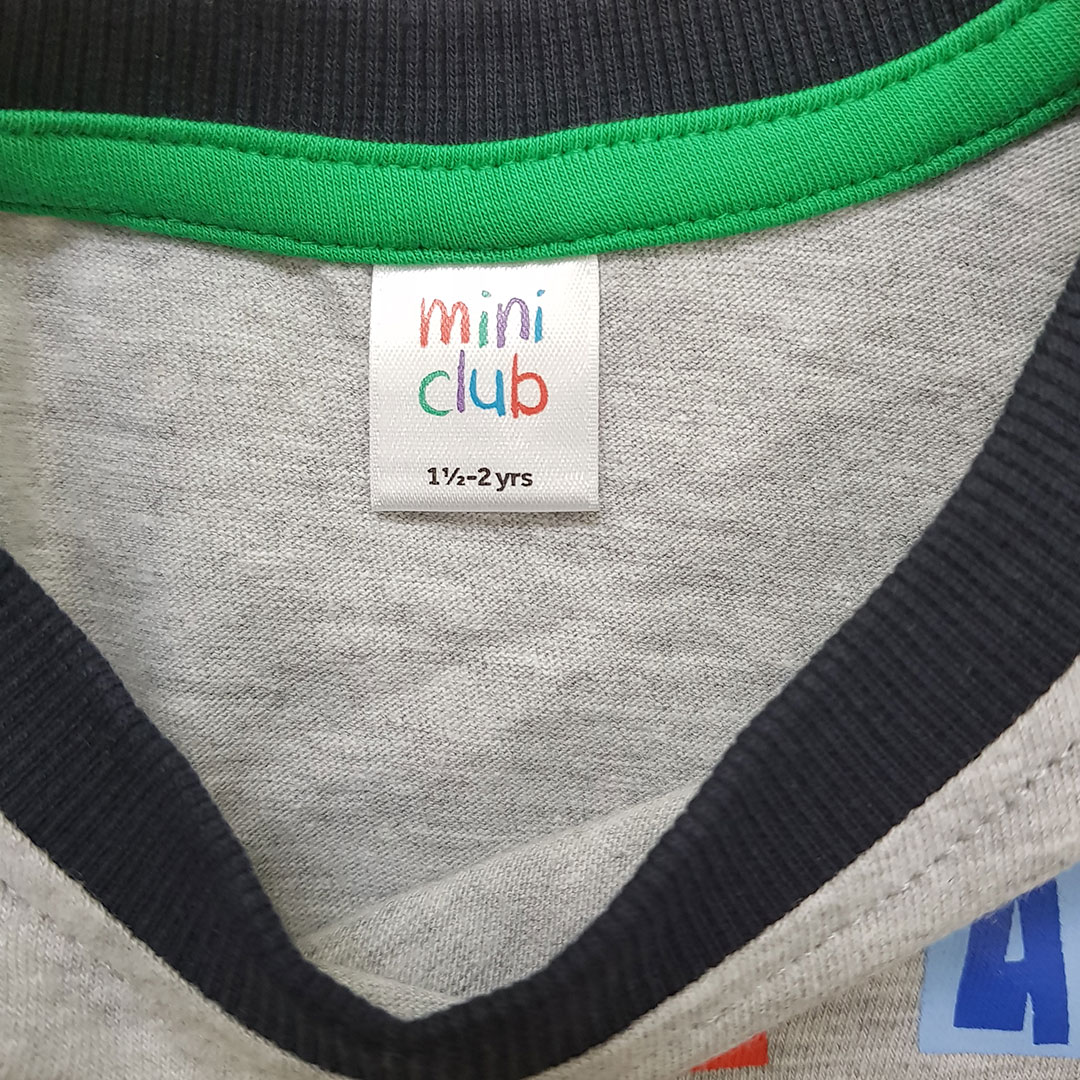 mini
club
1½-2 yrs
A